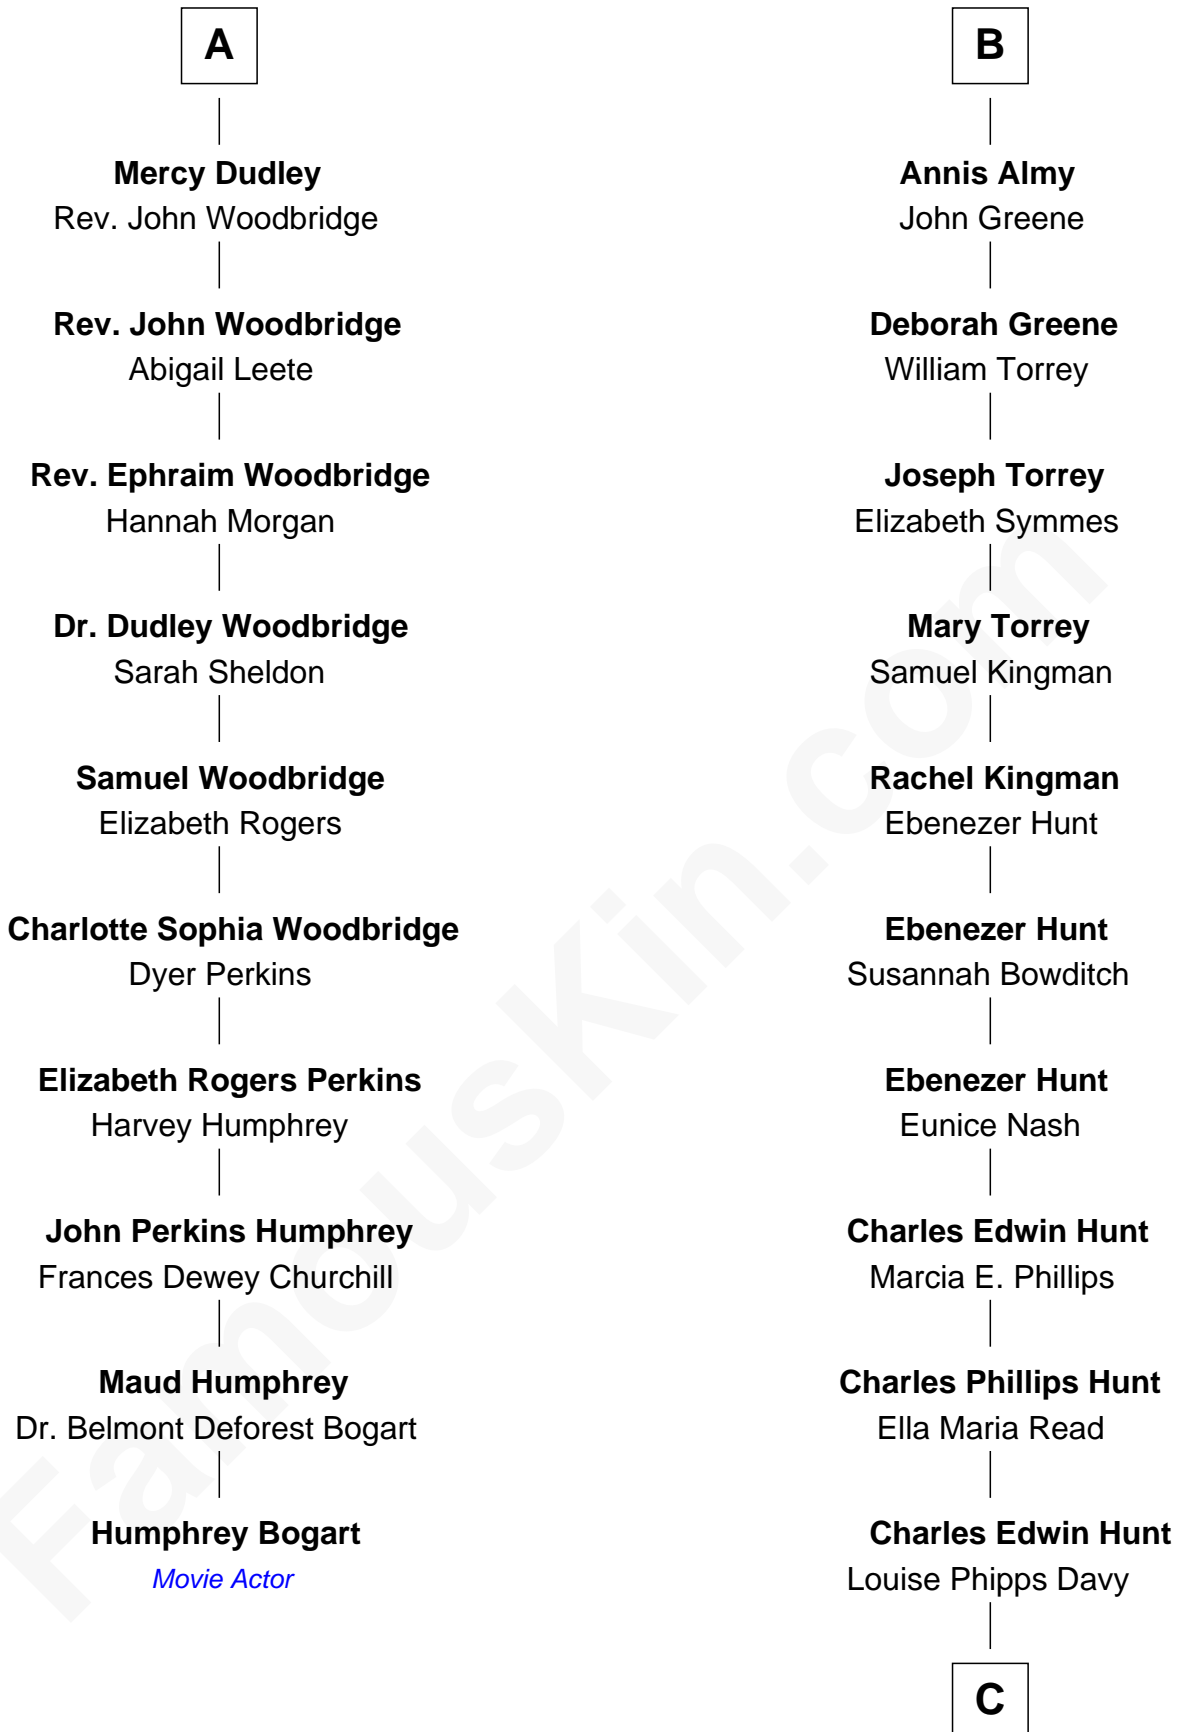 A
Mercy Dudley
Rev. John Woodbridge
Rev. John Woodbridge
Abigail Leete
Rev. Ephraim Woodbridge
Hannah Morgan
Dr. Dudley Woodbridge
Sarah Sheldon
Samuel Woodbridge
Elizabeth Rogers
Charlotte Sophia Woodbridge
Dyer Perkins
Elizabeth Rogers Perkins
Harvey Humphrey
John Perkins Humphrey
Frances Dewey Churchill
Maud Humphrey
Dr. Belmont Deforest Bogart
Humphrey Bogart
Movie Actor
B
Annis Almy
John Greene
Deborah Greene
William Torrey
Joseph Torrey
Elizabeth Symmes
Mary Torrey
Samuel Kingman
Rachel Kingman
Ebenezer Hunt
Ebenezer Hunt
Susannah Bowditch
Ebenezer Hunt
Eunice Nash
Charles Edwin Hunt
Marcia E. Phillips
Charles Phillips Hunt
Ella Maria Read
Charles Edwin Hunt
Louise Phipps Davy
C
FamousKin.com